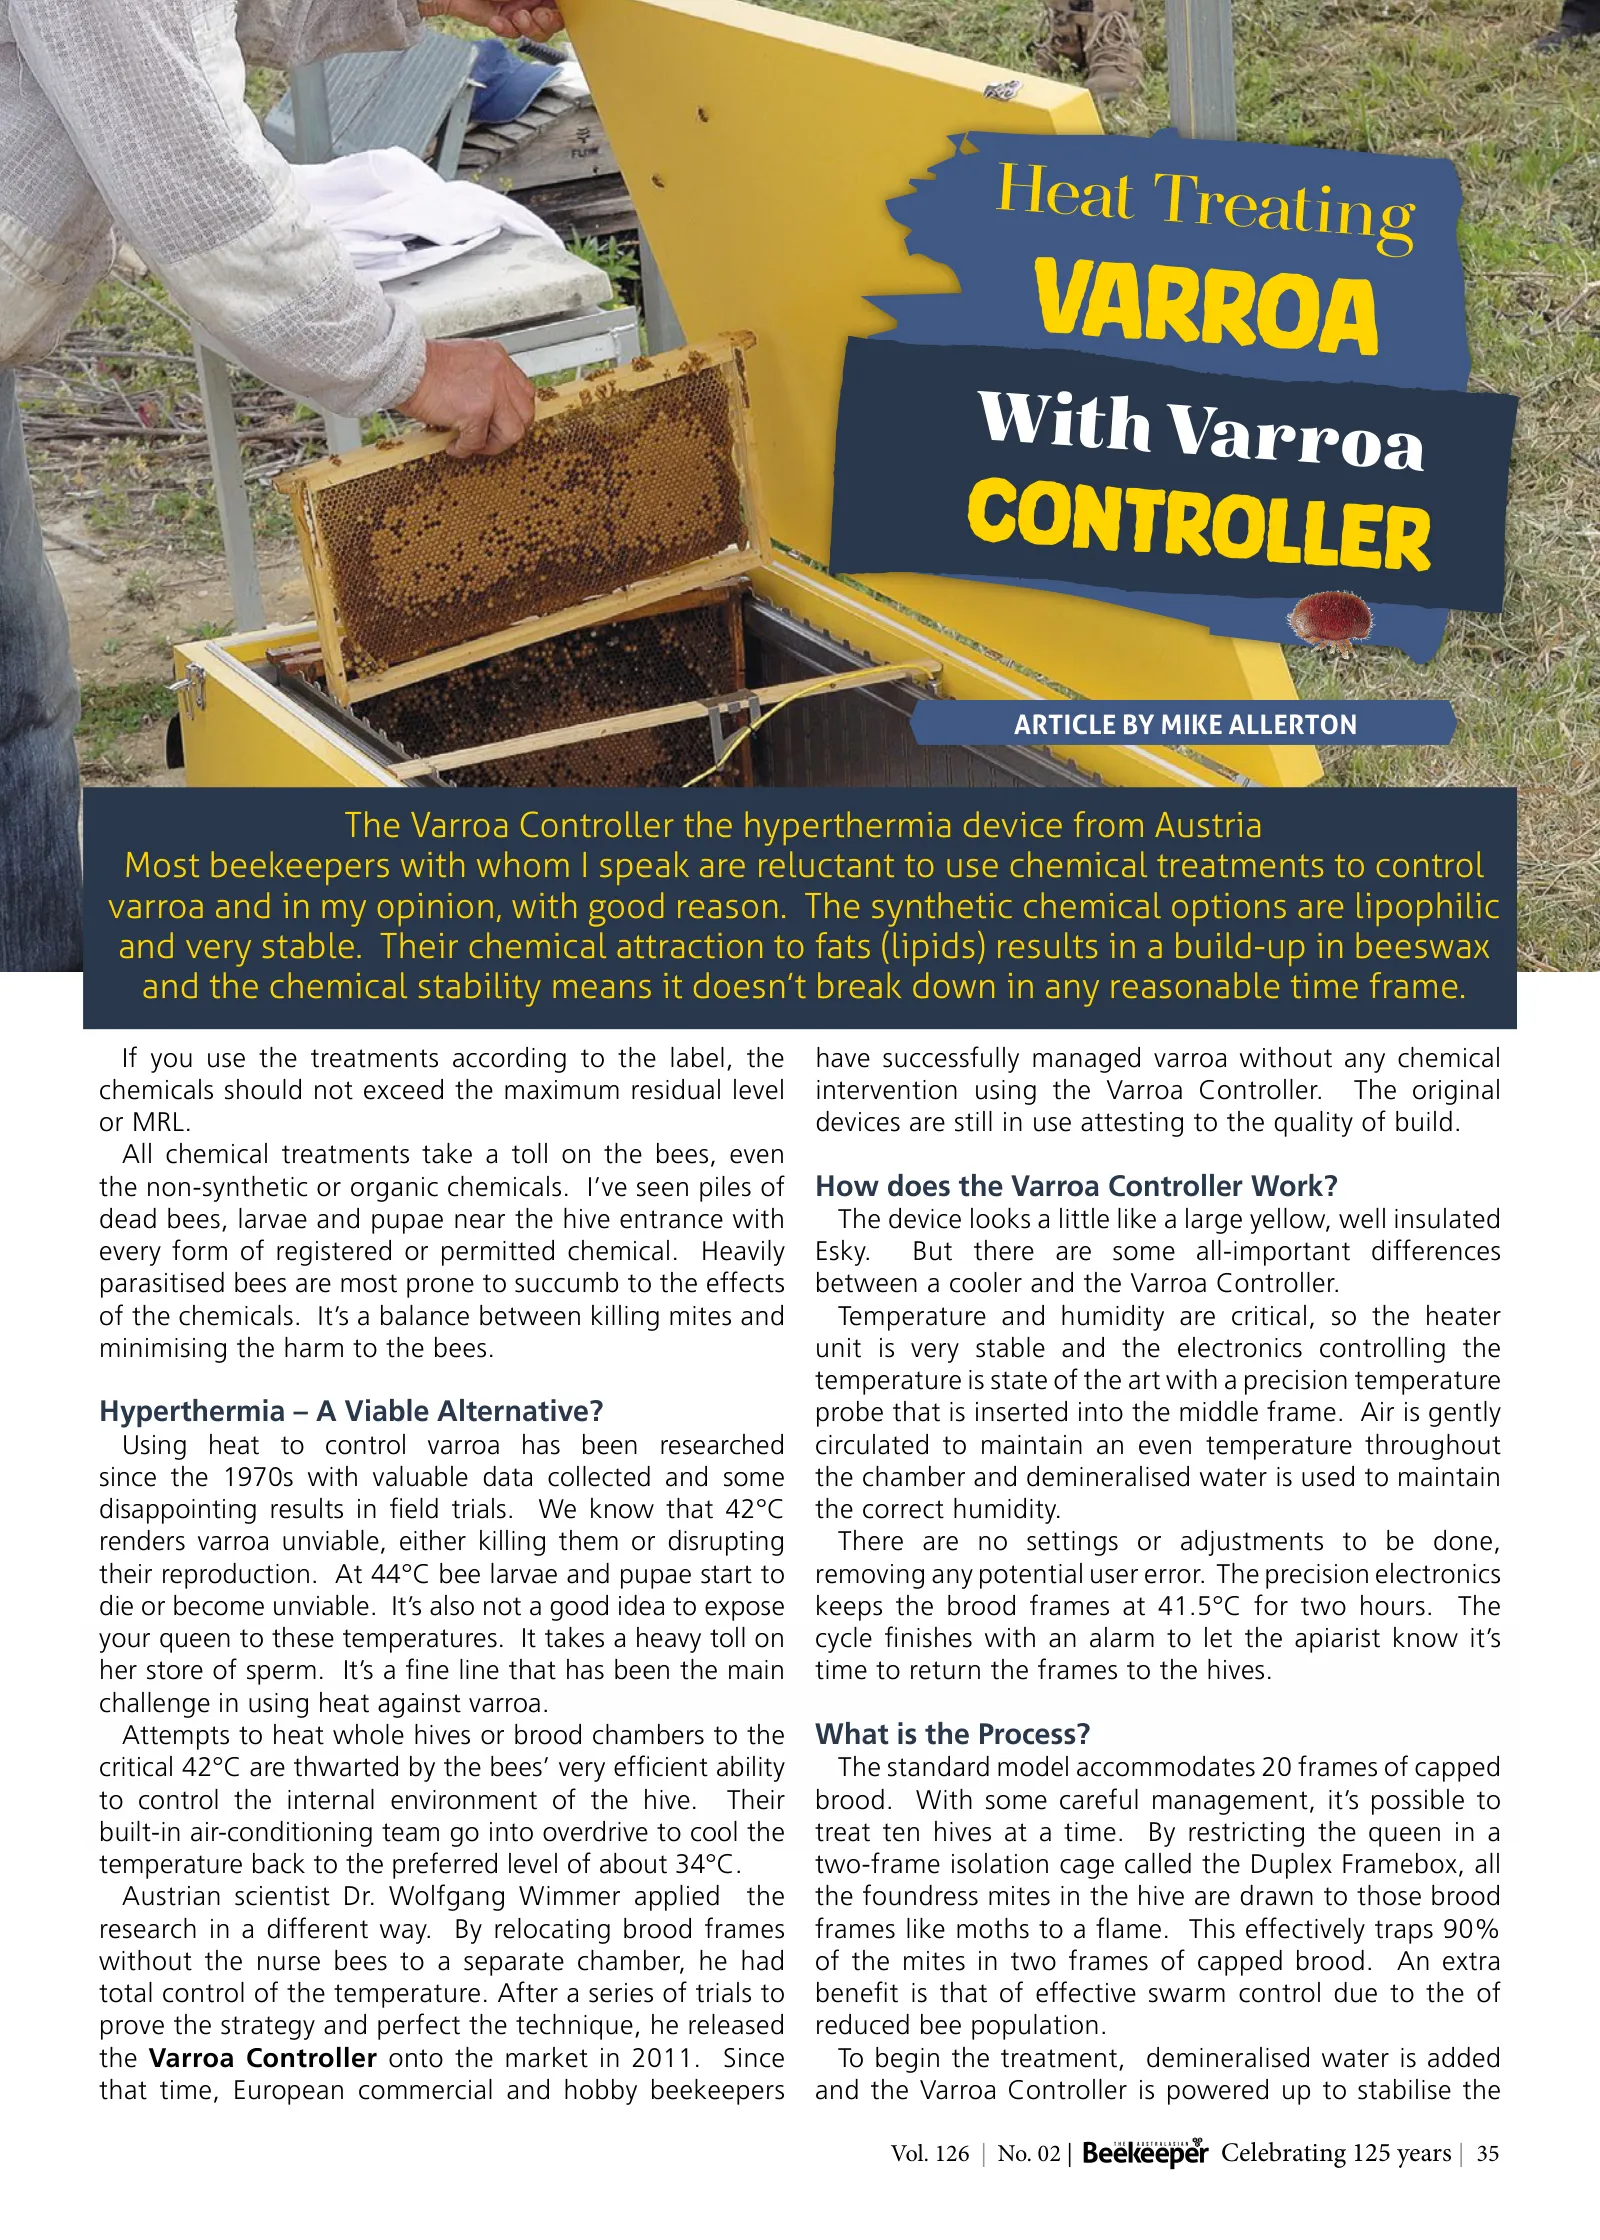 FLOW
Heat Treating
VARROA
With Varroa
CONTROLLER
ARTICLE BY MIKE ALLERTON
The Varroa Controller the hyperthermia device from Austria
Most beekeepers with whom I speak are reluctant to use chemical treatments to control
varroa and in my opinion, with good reason. The synthetic chemical options are lipophilic
and very stable. Their chemical attraction to fats (lipids) results in a build-up in beeswax
and the chemical stability means it doesn’t break down in any reasonable time frame.
If you use the treatments according to the label, the
chemicals should not exceed the maximum residual level
or MRL.
All chemical treatments take a toll on the bees, even
the non-synthetic or organic chemicals. I’ve seen piles of
dead bees, larvae and pupae near the hive entrance with
every form of registered or permitted chemical. Heavily
parasitised bees are most prone to succumb to the effects
of the chemicals. It’s a balance between killing mites and
minimising the harm to the bees.
Hyperthermia – A Viable Alternative?
Using heat to control varroa has been researched
since the 1970s with valuable data collected and some
disappointing results in field trials. We know that 42°C
renders varroa unviable, either killing them or disrupting
their reproduction. At 44°C bee larvae and pupae start to
die or become unviable. It’s also not a good idea to expose
your queen to these temperatures. It takes a heavy toll on
her store of sperm. It’s a fine line that has been the main
challenge in using heat against varroa.
Attempts to heat whole hives or brood chambers to the
critical 42°C are thwarted by the bees’ very efficient ability
to control the internal environment of the hive. Their
built-in air-conditioning team go into overdrive to cool the
temperature back to the preferred level of about 34°C.
Austrian scientist Dr. Wolfgang Wimmer applied the
research in a different way. By relocating brood frames
without the nurse bees to a separate chamber, he had
total control of the temperature. After a series of trials to
prove the strategy and perfect the technique, he released
the Varroa Controller onto the market in 2011. Since
that time, European commercial and hobby beekeepers
have successfully managed varroa without any chemical
intervention using the Varroa Controller. The original
devices are still in use attesting to the quality of build.
How does the Varroa Controller Work?
The device looks a little like a large yellow, well insulated
Esky. But there are some all-important differences
between a cooler and the Varroa Controller.
Temperature and humidity are critical, so the heater
unit is very stable and the electronics controlling the
temperature is state of the art with a precision temperature
probe that is inserted into the middle frame. Air is gently
circulated to maintain an even temperature throughout
the chamber and demineralised water is used to maintain
the correct humidity.
There are no settings or adjustments to be done,
removing any potential user error. The precision electronics
keeps the brood frames at 41.5°C for two hours. The
cycle finishes with an alarm to let the apiarist know it’s
time to return the frames to the hives.
What is the Process?
The standard model accommodates 20 frames of capped
brood. With some careful management, it’s possible to
treat ten hives at a time. By restricting the queen in a
two-frame isolation cage called the Duplex Framebox, all
the foundress mites in the hive are drawn to those brood
frames like moths to a flame. This effectively traps 90%
of the mites in two frames of capped brood. An extra
benefit is that of effective swarm control due to the of
reduced bee population.
To begin the treatment, demineralised water is added
and the Varroa Controller is powered up to stabilise the
Vol. 126 | No. 02 | THE AUSTRALASIAN Beekeeper Celebrating 125 years | 35